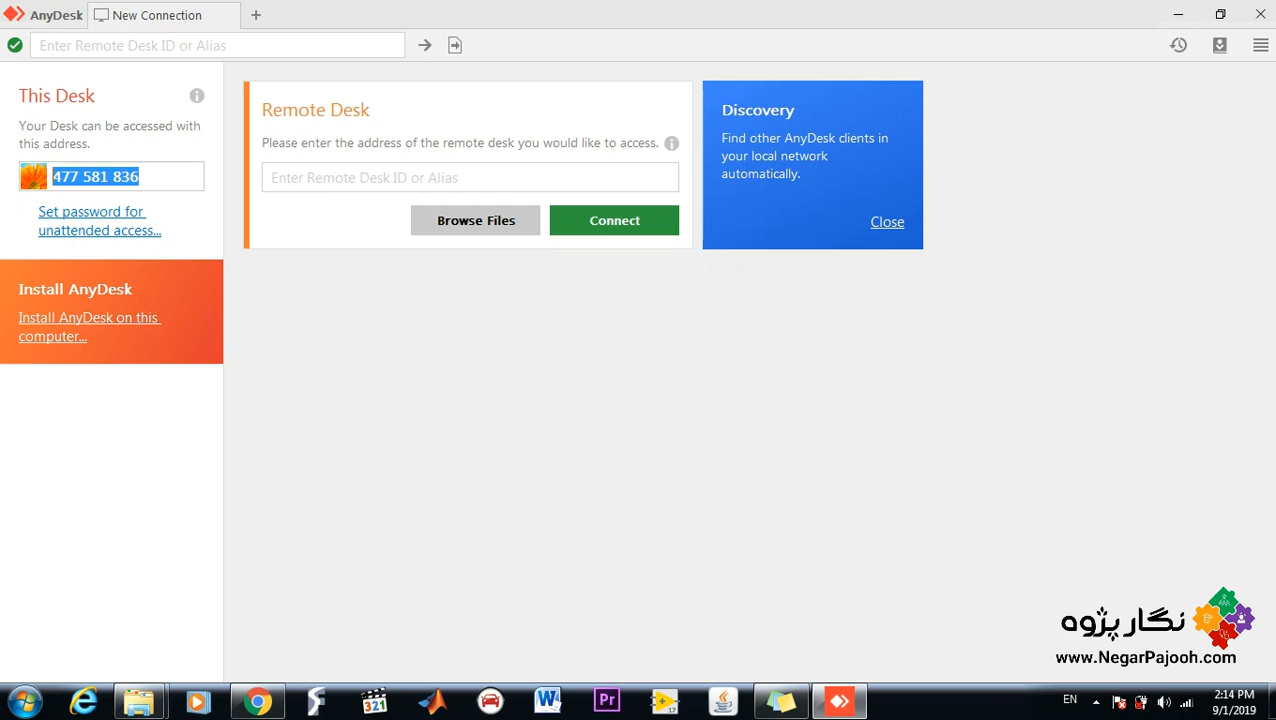 AnyDesk
New Connection
+
Enter Remote Desk ID or Alias
This Desk
Your Desk can be accessed with
this address.
477 581 836
Set password for
unattended access...
Install AnyDesk
Install AnyDesk on this
computer...
Remote Desk
Please enter the address of the remote desk you would like to access.
Enter Remote Desk ID or Alias
Browse Files
Connect
Discovery
Find other AnyDesk clients in
your local network
automatically.
Close
نگار پژوه
www.NegarPajooh.com
321
W
Pr
17
EN
2:14 PM
9/1/2019